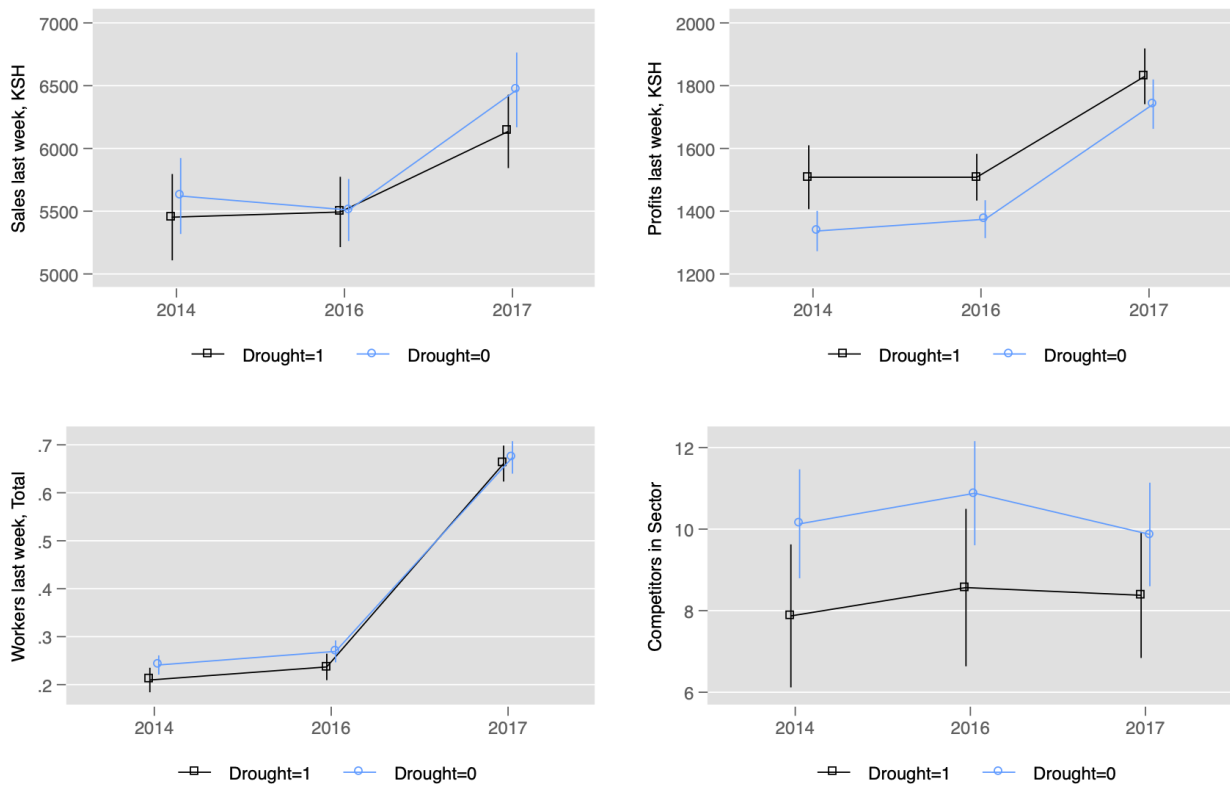 Sales last week, KSH
7000
6500
6000
5500
5000
2014 2016 2017
Drought=1 Drought=0
Profits last week, KSH
2000
1800
1600
1400
1200
2014 2016 2017
Drought=1 Drought=0
Workers last week, Total
.7
.6
.5
.4
.3
.2
2014 2016 2017
Drought=1 Drought=0
Competitors in Sector
12
10
8
6
2014 2016 2017
Drought=1 Drought=0